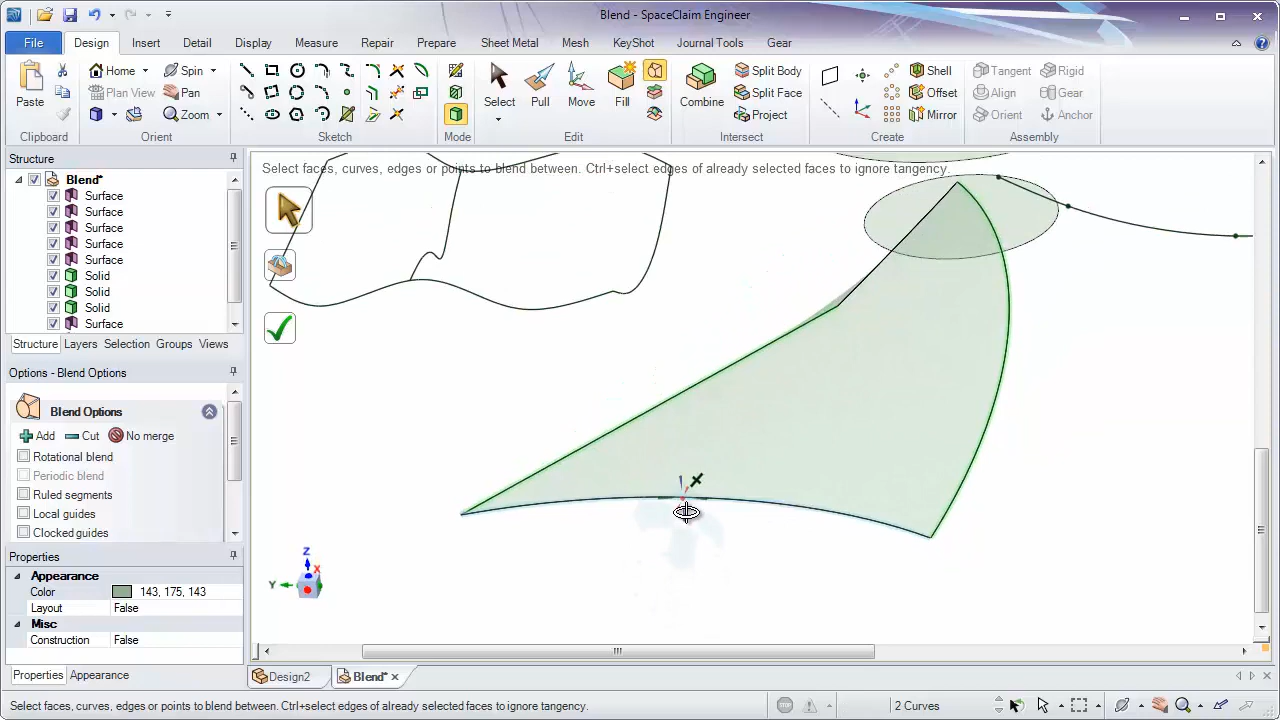 Blend - SpaceClaim Engineer
File Design Insert Detail Display Measure Repair Prepare Sheet Metal Mesh KeyShot Journal Tools Gear
Paste
Home Spin
Plan View Pan
Zoom
Select Pull Move Fill
Combine
Split Body
Split Face
Project
Shell
Offset
Mirror
Tangent Rigid
Align Gear
Orient Anchor
Clipboard Orient Sketch Mode Edit Intersect Create Assembly
Structure
Blend*
Surface
Surface
Surface
Surface
Surface
Solid
Solid
Solid
Surface
Structure Layers Selection Groups Views
Options - Blend Options
Blend Options
Add Cut No merge
Rotational blend
Periodic blend
Ruled segments
Local guides
Clocked guides
Properties
Appearance
Color 143, 175, 143
Layout False
Misc
Construction False
Properties Appearance
Select faces, curves, edges or points to blend between. Ctrl+select edges of already selected faces to ignore tangency.
Z
X
Y
Design2 Blend*
Select faces, curves, edges or points to blend between. Ctrl+select edges of already selected faces to ignore tangency.
2 Curves